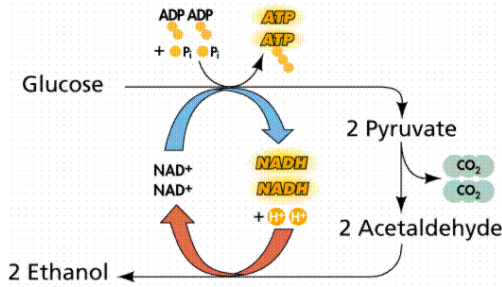 ADP ADP
+ Pi Pi
ATP
ATP
Glucose
2 Pyruvate
NAD+
NAD+
NADH
NADH
+ H+ H+
CO2
CO2
2 Acetaldehyde
2 Ethanol